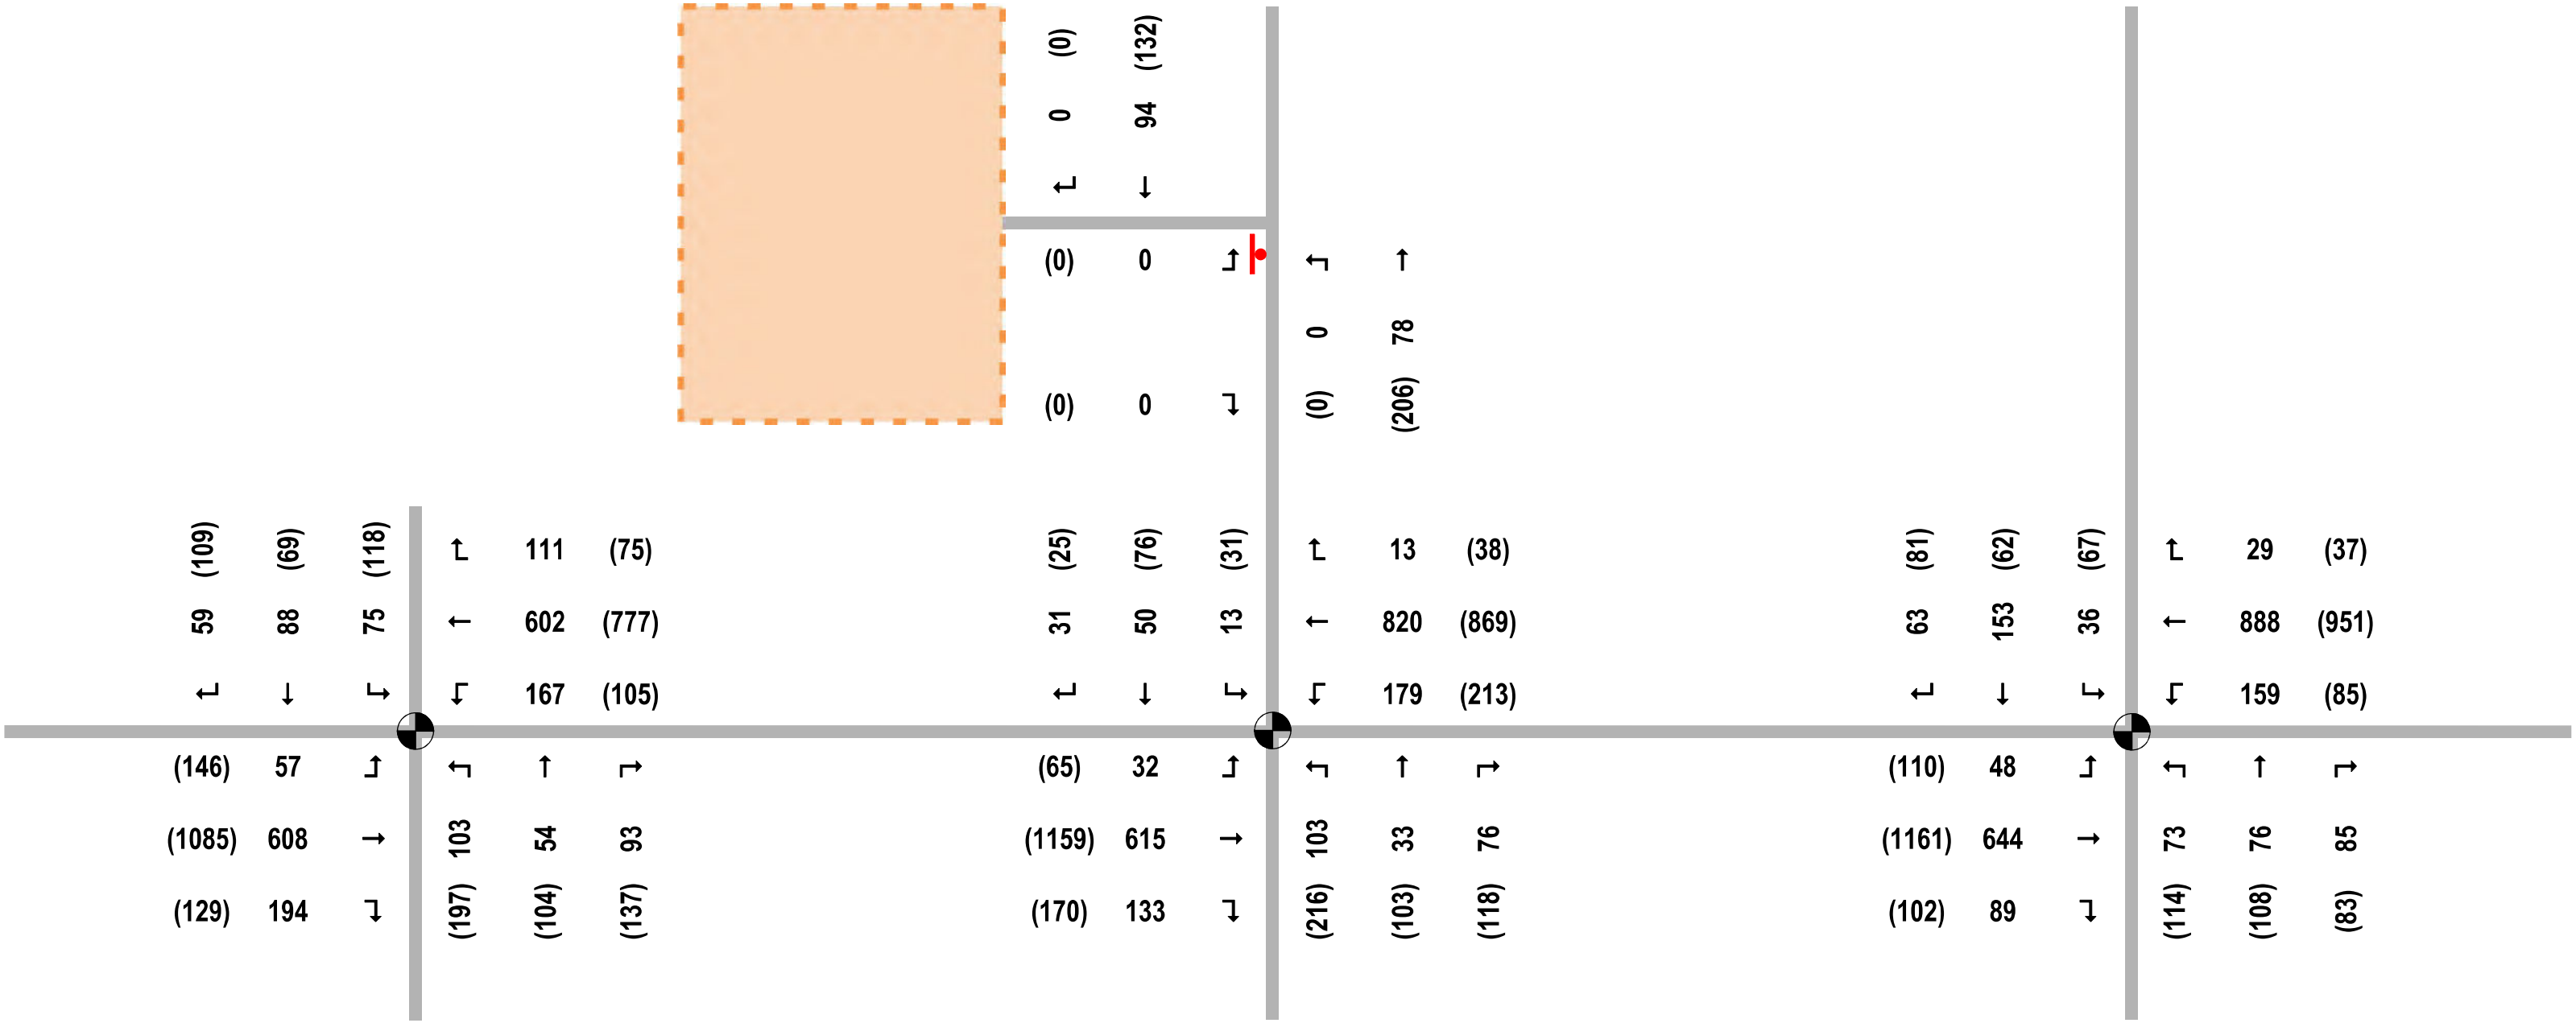 (0) (132)
0 94
(0) 0
0 78
(0) 0
(0) (206)
(109) (69) (118) 111 (75)
59 88 75 602 (777)
167 (105)
(146) 57
(1085) 608 103 54 93
(129) 194 (197) (104) (137)
(25) (76) (31) 13 (38)
31 50 13 820 (869)
179 (213)
(65) 32
(1159) 615 103 33 76
(170) 133 (216) (103) (118)
(81) (62) (67) 29 (37)
63 153 36 888 (951)
159 (85)
(110) 48
(1161) 644 73 76 85
(102) 89 (114) (108) (83)